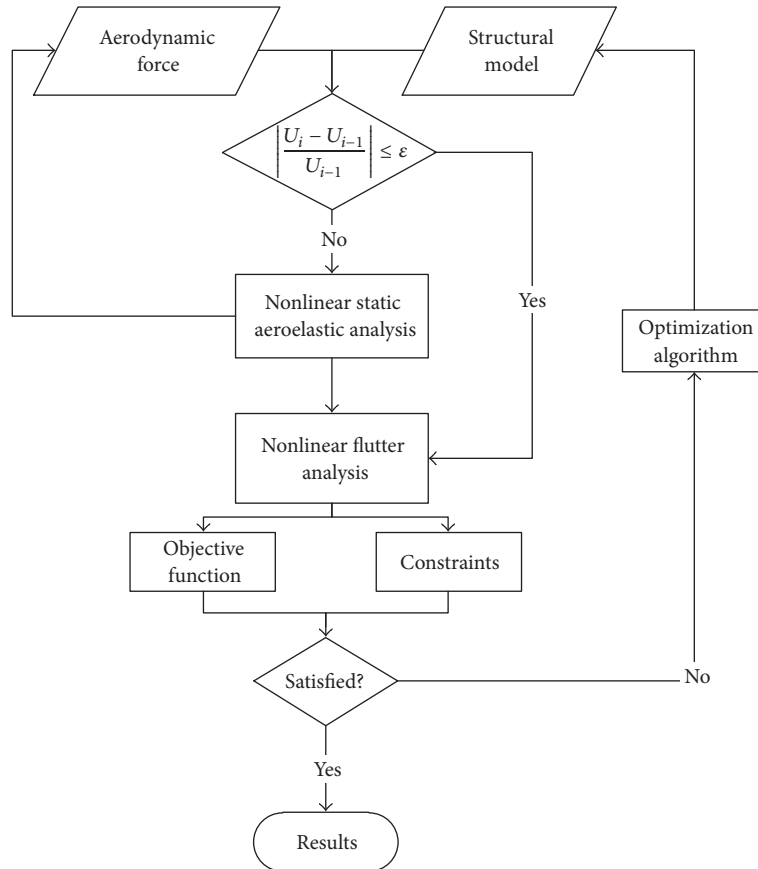 Aerodynamic
force
Structural
model
|U_i − U_{i−1} / U_{i−1}| ≤ ε
No
Nonlinear static
aeroelastic analysis
Yes
Optimization
algorithm
Nonlinear flutter
analysis
Objective
function
Constraints
Satisfied?
No
Yes
Results